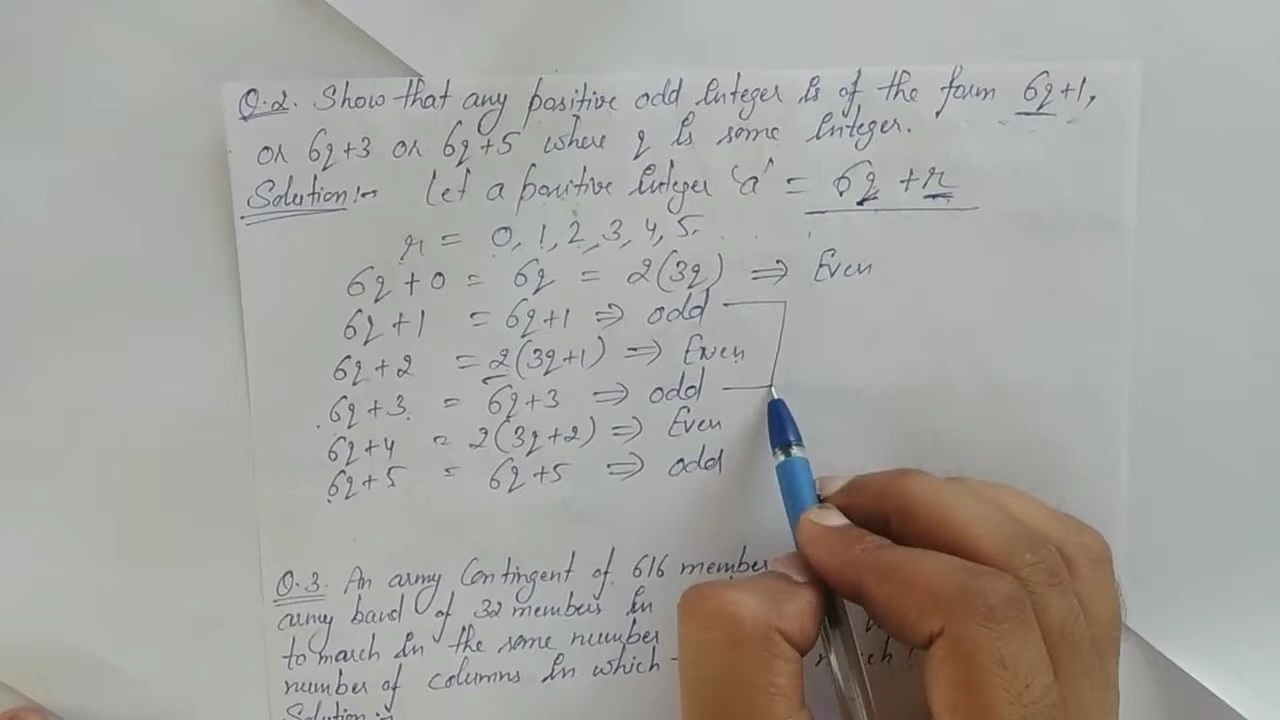 Q.2. Show that any positive odd integer is of the form 6q+1,
or 6q+3 or 6q+5 where q is some integer.
Solution:- Let a positive integer 'a' = 6q + r
r = 0, 1, 2, 3, 4, 5.
6q + 0 = 6q = 2(3q) ⇒ Even
6q + 1 = 6q+1 ⇒ odd
6q + 2 = 2(3q+1) ⇒ Even
6q + 3 = 6q+3 ⇒ odd
6q + 4 = 2(3q+2) ⇒ Even
6q + 5 = 6q+5 ⇒ odd
Q.3. An army Contingent of 616 member
army band of 32 members in
to march in the same number
number of columns in which
Solution:-